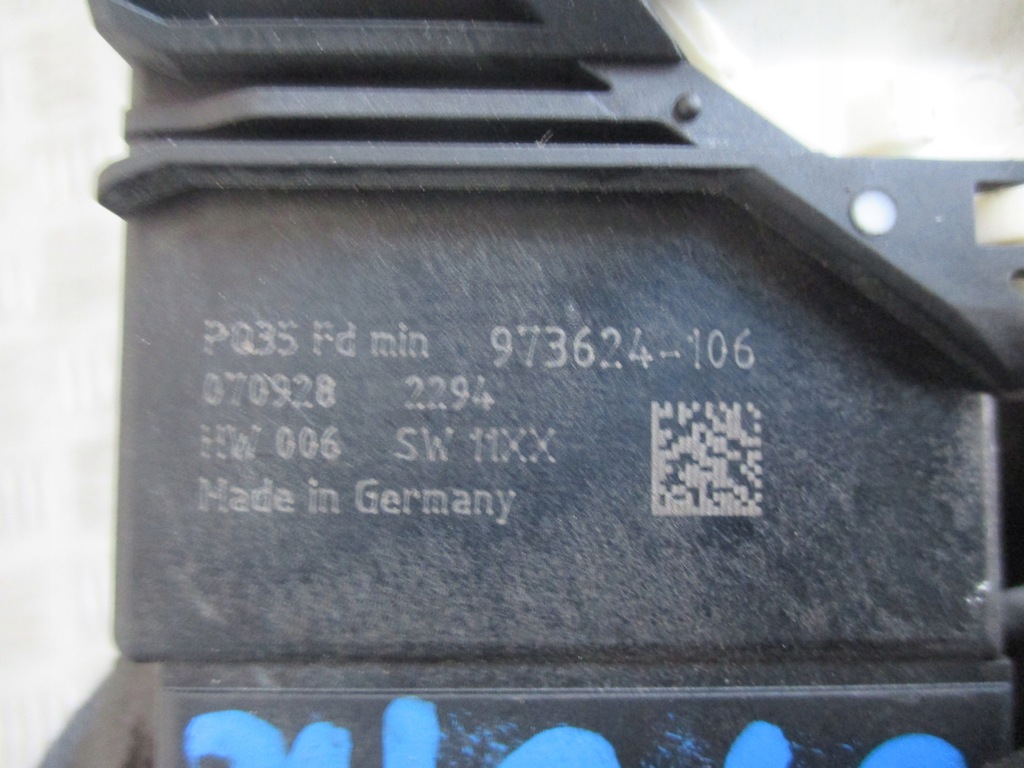 PQ35 Fd min 973624-106
070928 2294
HW 006 SW 11XX
Made in Germany